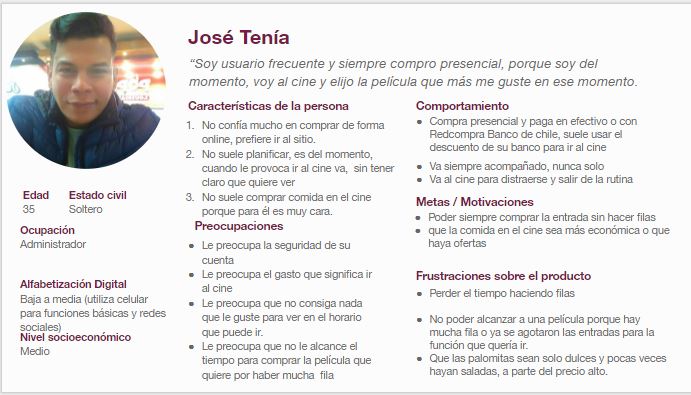 José Tenía
“Soy usuario frecuente y siempre compro presencial, porque soy del
momento, voy al cine y elijo la película que más me guste en ese momento.
Características de la persona
1. No confía mucho en comprar de forma
online, prefiere ir al sitio.
2. No suele planificar, es del momento,
cuando le provoca ir al cine va, sin tener
claro que quiere ver
3. No suele comprar comida en el cine
porque para él es muy cara.
Preocupaciones
• Le preocupa la seguridad de su
cuenta
• Le preocupa el gasto que significa ir
al cine
• Le preocupa que no consiga nada
que le guste para ver en el horario
que puede ir.
• Le preocupa que no le alcance el
tiempo para comprar la película que
quiere por haber mucha fila
Comportamiento
• Compra presencial y paga en efectivo o con
Redcompra Banco de chile, suele usar el
descuento de su banco para ir al cine
• Va siempre acompañado, nunca solo
• Va al cine para distraerse y salir de la rutina
Metas / Motivaciones
• Poder siempre comprar la entrada sin hacer filas
• que la comida en el cine sea más económica o que
haya ofertas
Frustraciones sobre el producto
• Perder el tiempo haciendo filas
• No poder alcanzar a una película porque hay
mucha fila o ya se agotaron las entradas para la
función que quería ir.
• Que las palomitas sean solo dulces y pocas veces
hayan saladas, a parte del precio alto.
Edad Estado civil
35 Soltero
Ocupación
Administrador
Alfabetización Digital
Baja a media (utiliza celular
para funciones básicas y redes
sociales)
Nivel socioeconómico
Medio